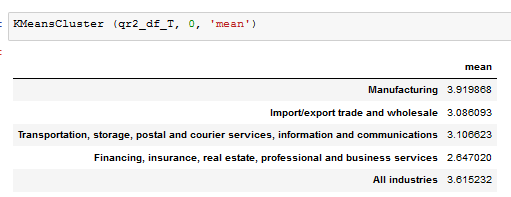 KMeansCluster (qr2_df_T, 0, 'mean')
mean
Manufacturing 3.919868
Import/export trade and wholesale 3.086093
Transportation, storage, postal and courier services, information and communications 3.106623
Financing, insurance, real estate, professional and business services 2.647020
All industries 3.615232